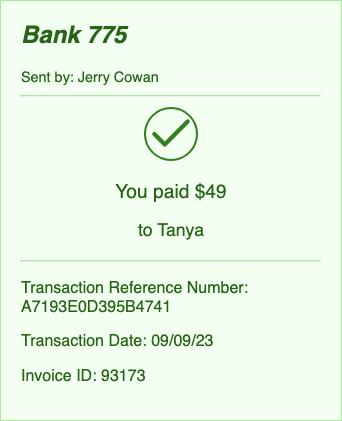 Bank 775
Sent by: Jerry Cowan
You paid $49
to Tanya
Transaction Reference Number:
A7193E0D395B4741
Transaction Date: 09/09/23
Invoice ID: 93173